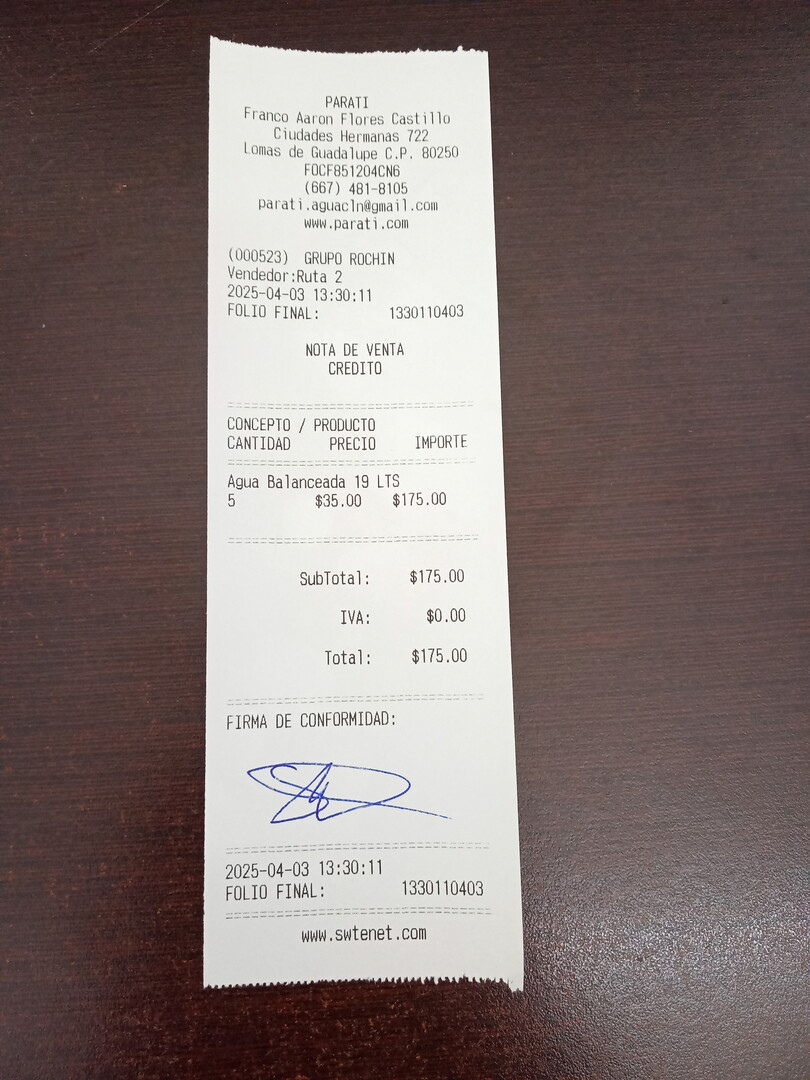 PARATI
Franco Aaron Flores Castillo
Ciudades Hermanas 722
Lomas de Guadalupe C.P. 80250
FOCF851204CN6
(667) 481-8105
parati.aguacln@gmail.com
www.parati.com
(000523) GRUPO ROCHIN
Vendedor:Ruta 2
2025-04-03 13:30:11
FOLIO FINAL: 1330110403
NOTA DE VENTA
CREDITO
CONCEPTO / PRODUCTO
CANTIDAD PRECIO IMPORTE
Agua Balanceada 19 LTS
5 $35.00 $175.00
SubTotal: $175.00
IVA: $0.00
Total: $175.00
FIRMA DE CONFORMIDAD:
2025-04-03 13:30:11
FOLIO FINAL: 1330110403
www.swtenet.com